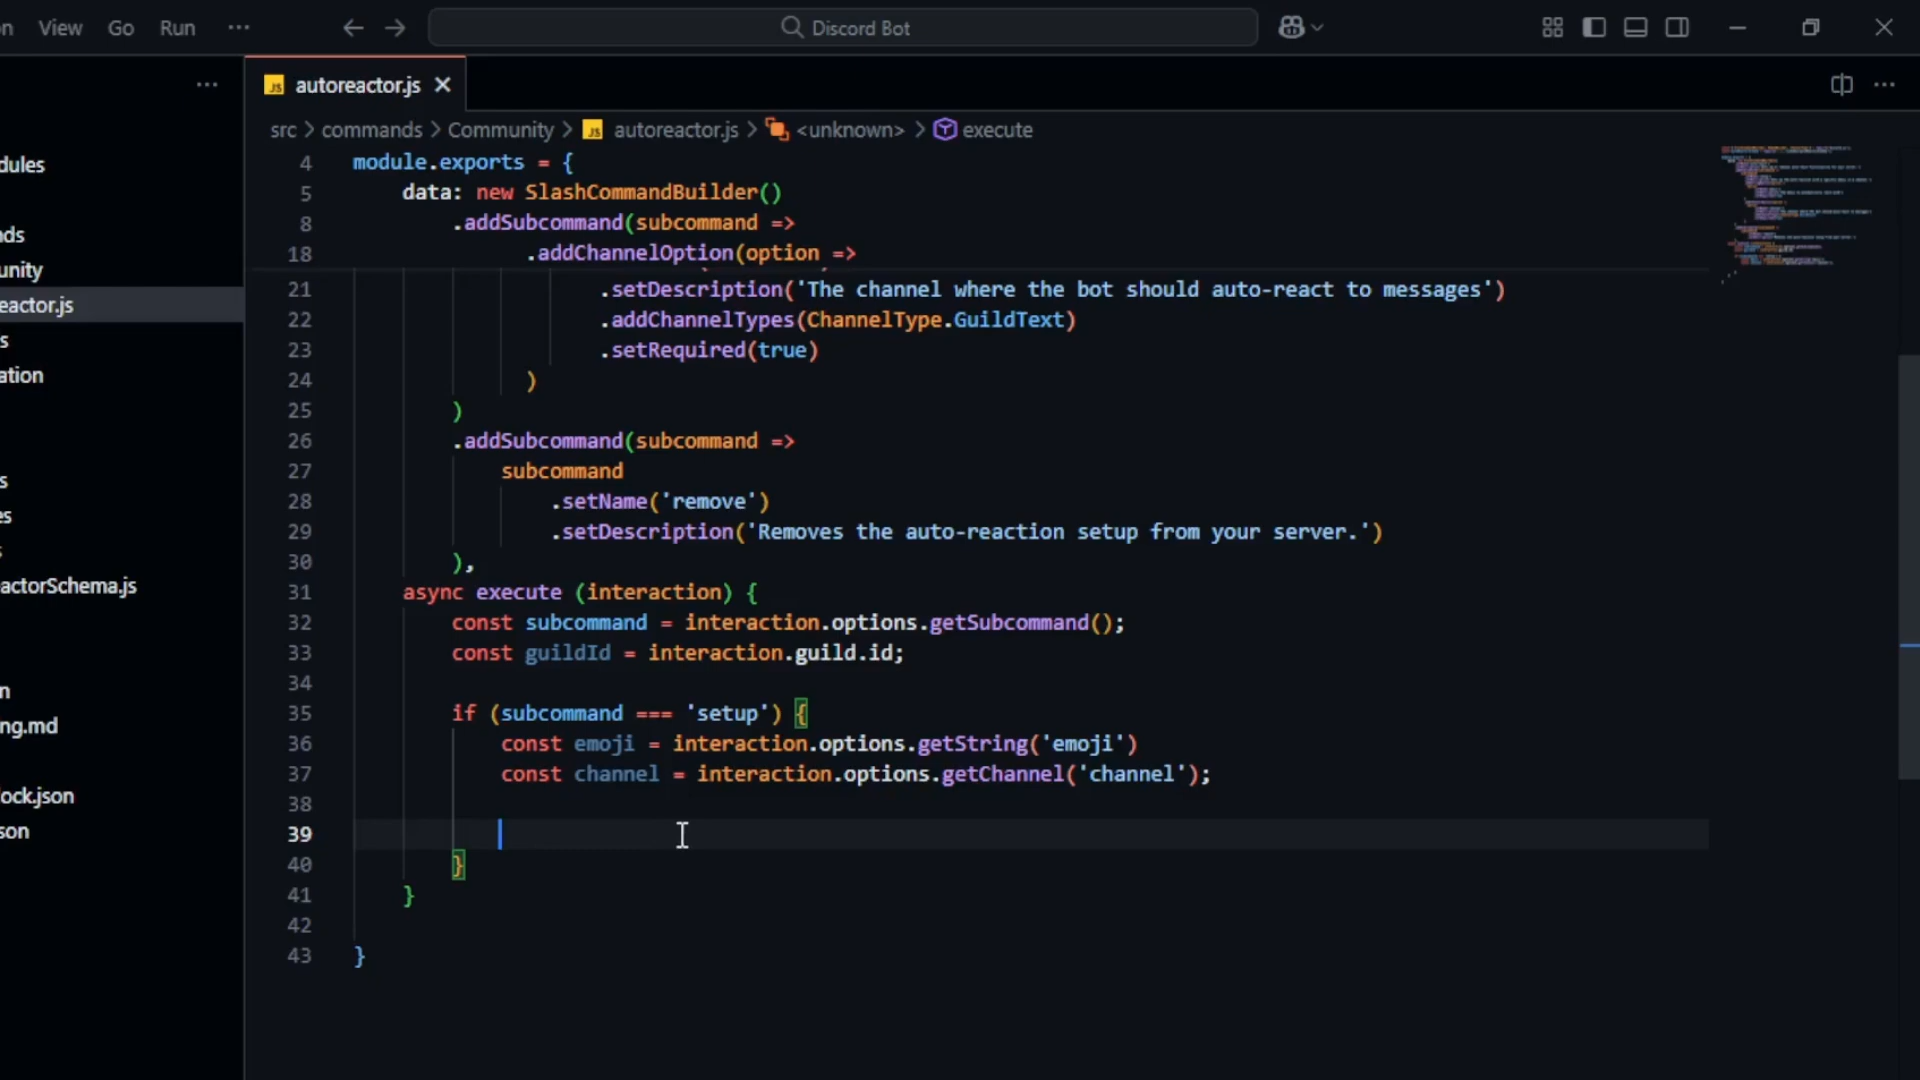 n View Go Run ··· Discord Bot
··· autoreactor.js
src > commands > Community > autoreactor.js > <unknown> > execute
4 module.exports = {
5 data: new SlashCommandBuilder()
8 .addSubcommand(subcommand =>
18 .addChannelOption(option =>
21 .setDescription('The channel where the bot should auto-react to messages')
22 .addChannelTypes(ChannelType.GuildText)
23 .setRequired(true)
24 )
25 )
26 .addSubcommand(subcommand =>
27 subcommand
28 .setName('remove')
29 .setDescription('Removes the auto-reaction setup from your server.')
30 ),
31 async execute (interaction) {
32 const subcommand = interaction.options.getSubcommand();
33 const guildId = interaction.guild.id;
34
35 if (subcommand === 'setup') {
36 const emoji = interaction.options.getString('emoji')
37 const channel = interaction.options.getChannel('channel');
38
39
40 }
41 }
42
43 }
dules
nds
unity
eactor.js
s
ation
s
es
s
actorSchema.js
n
ng.md
ock.json
son